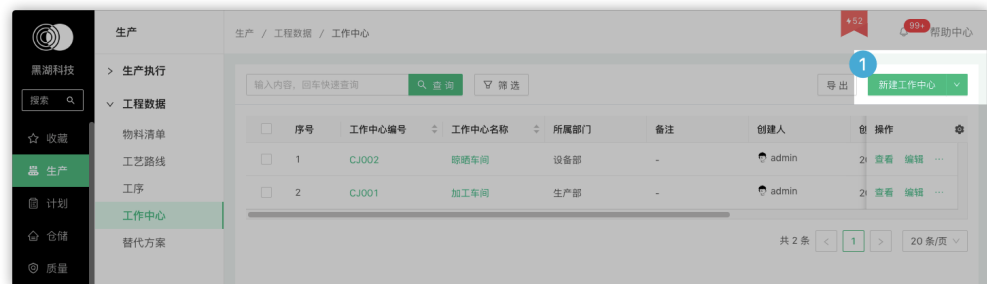 生产
生产 / 工程数据 / 工作中心
+52
99+
帮助中心
黑湖科技
搜索
收藏
生产
计划
仓储
质量
> 生产执行
∨ 工程数据
物料清单
工艺路线
工序
工作中心
替代方案
输入内容，回车快速查询
查询
筛选
导出
1
新建工作中心
序号 工作中心编号 工作中心名称 所属部门 备注 创建人 操作
1 CJ002 晾晒车间 设备部 - admin 查看 编辑 ···
2 CJ001 加工车间 生产部 - admin 查看 编辑 ···
共 2 条 < 1 > 20 条/页